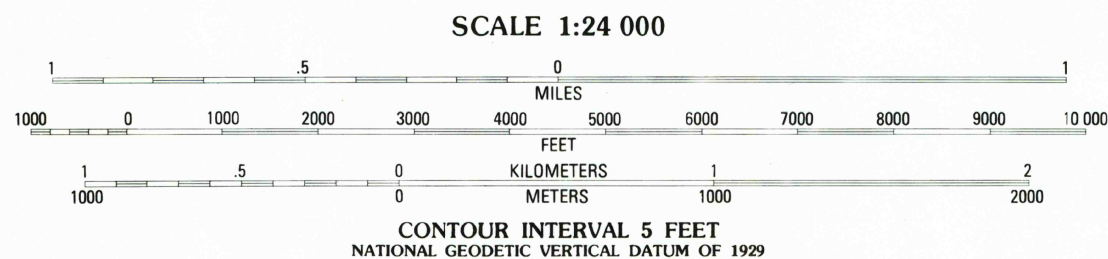 SCALE 1:24 000
1 .5 0 1
MILES
1000 0 1000 2000 3000 4000 5000 6000 7000 8000 9000 10 000
FEET
1 .5 0 KILOMETERS 1 2
1000 0 METERS 1000 2000
CONTOUR INTERVAL 5 FEET
NATIONAL GEODETIC VERTICAL DATUM OF 1929